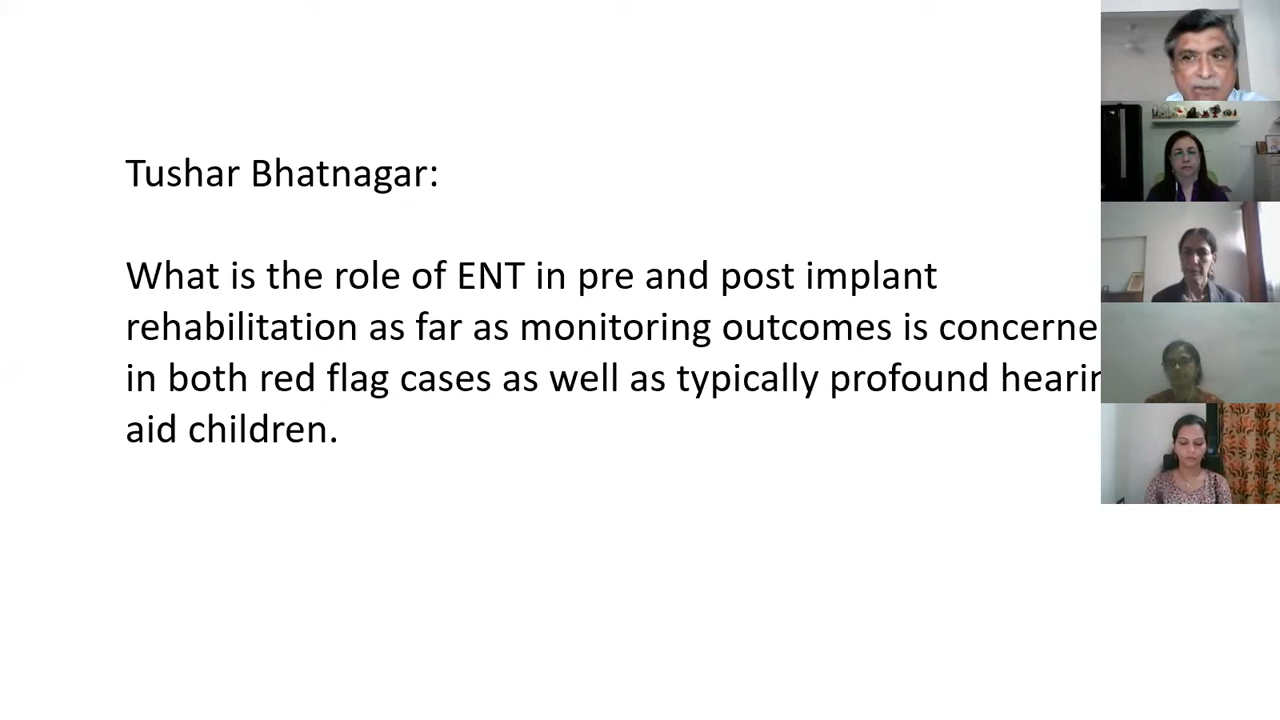 Tushar Bhatnagar:
What is the role of ENT in pre and post implant
rehabilitation as far as monitoring outcomes is concerne
in both red flag cases as well as typically profound hearin
aid children.